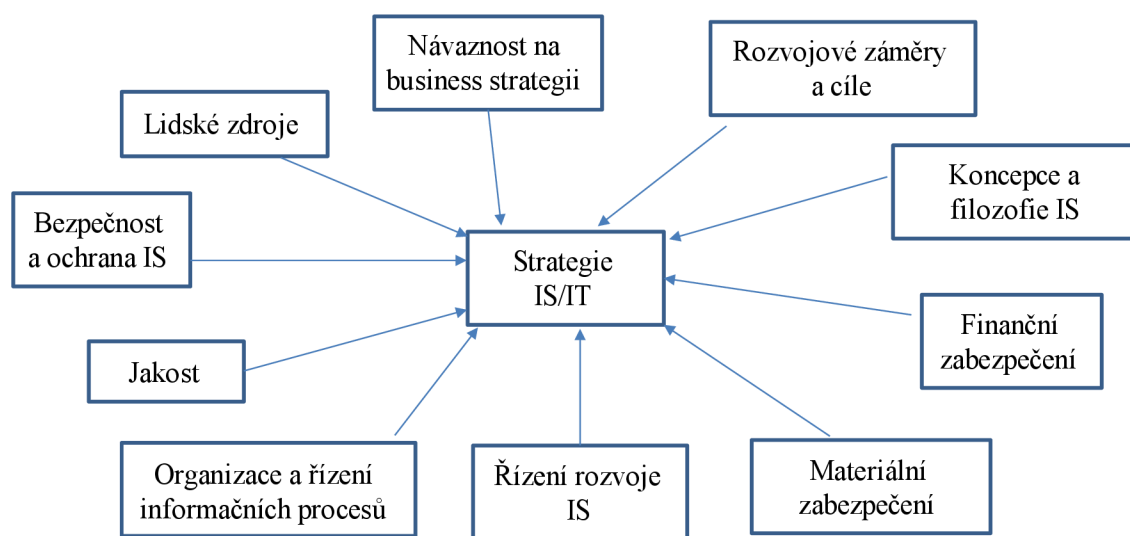 Návaznost na
business strategii
Rozvojové záměry
a cíle
Lidské zdroje
Koncepce a
filozofie IS
Bezpečnost
a ochrana IS
Strategie
IS/IT
Finanční
zabezpečení
Jakost
Organizace a řízení
informačních procesů
Řízení rozvoje
IS
Materiální
zabezpečení